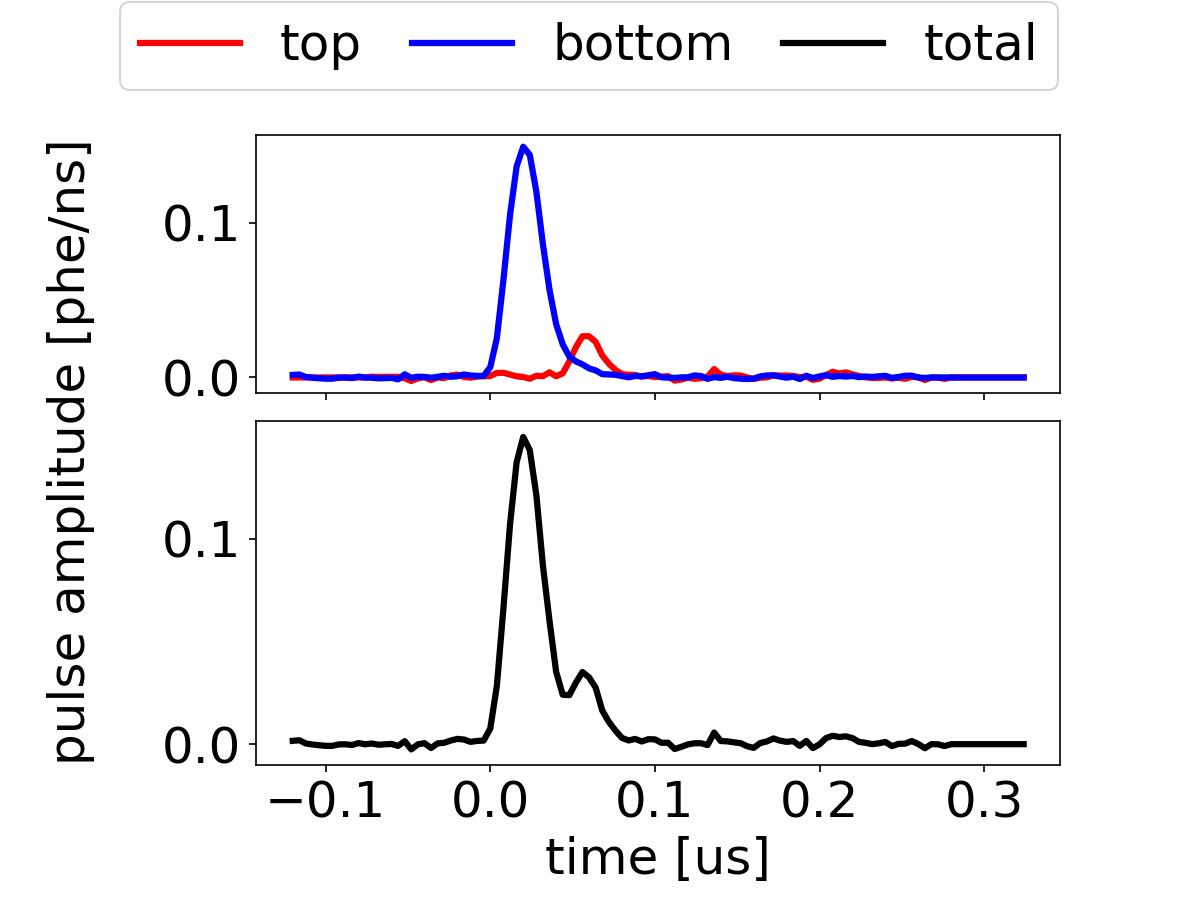 top bottom total
pulse amplitude [phe/ns]
0.1
0.0
0.1
0.0
−0.1 0.0 0.1 0.2 0.3
time [us]